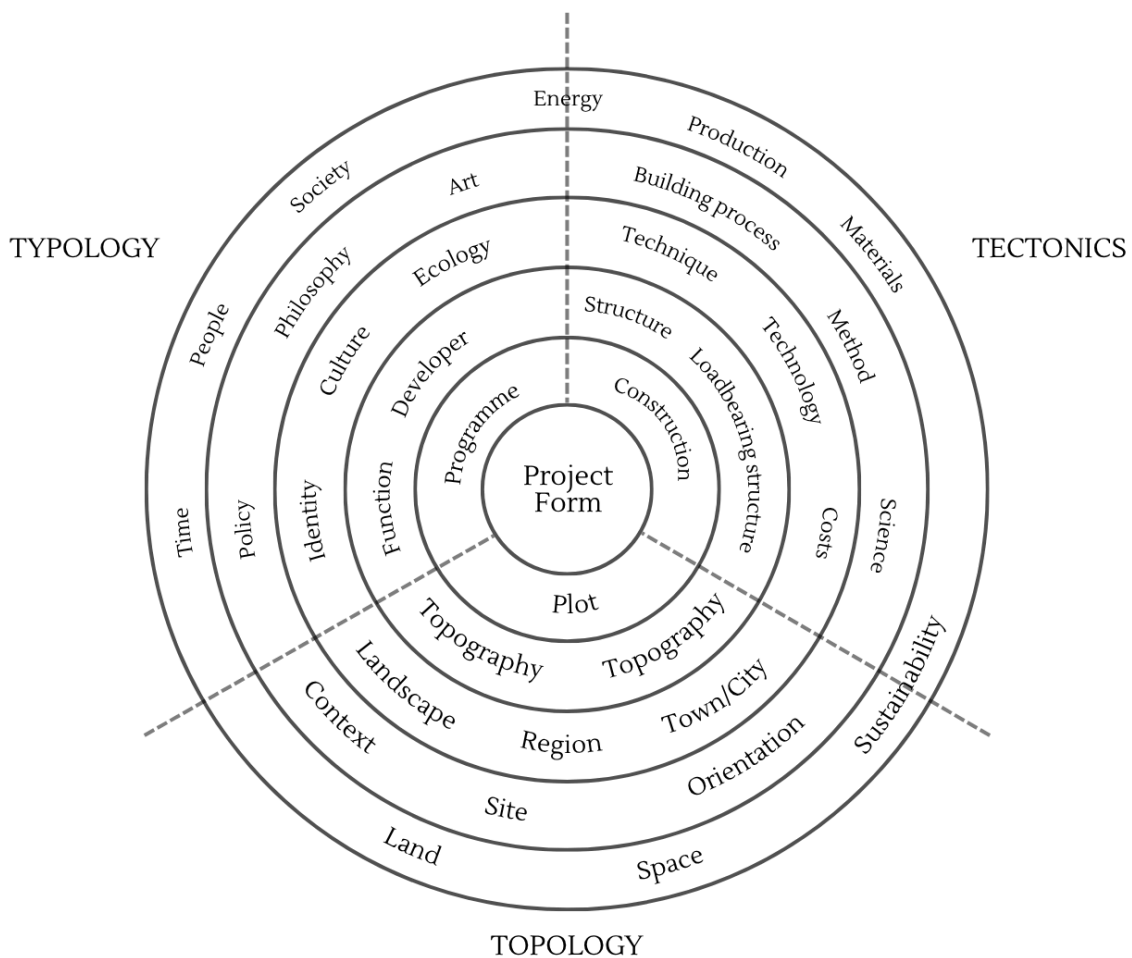 Energy
Production
Society
Art
Building process
Materials
TYPOLOGY
TECTONICS
Philosophy
Ecology
Technique
People
Culture
Developer
Structure
Technology
Method
Programme
Construction
Loadbearing structure
Project
Form
Time
Policy
Identity
Function
Costs
Science
Plot
Topography
Topography
Landscape
Context
Region
Town/City
Orientation
Sustainability
Site
Land
Space
TOPOLOGY